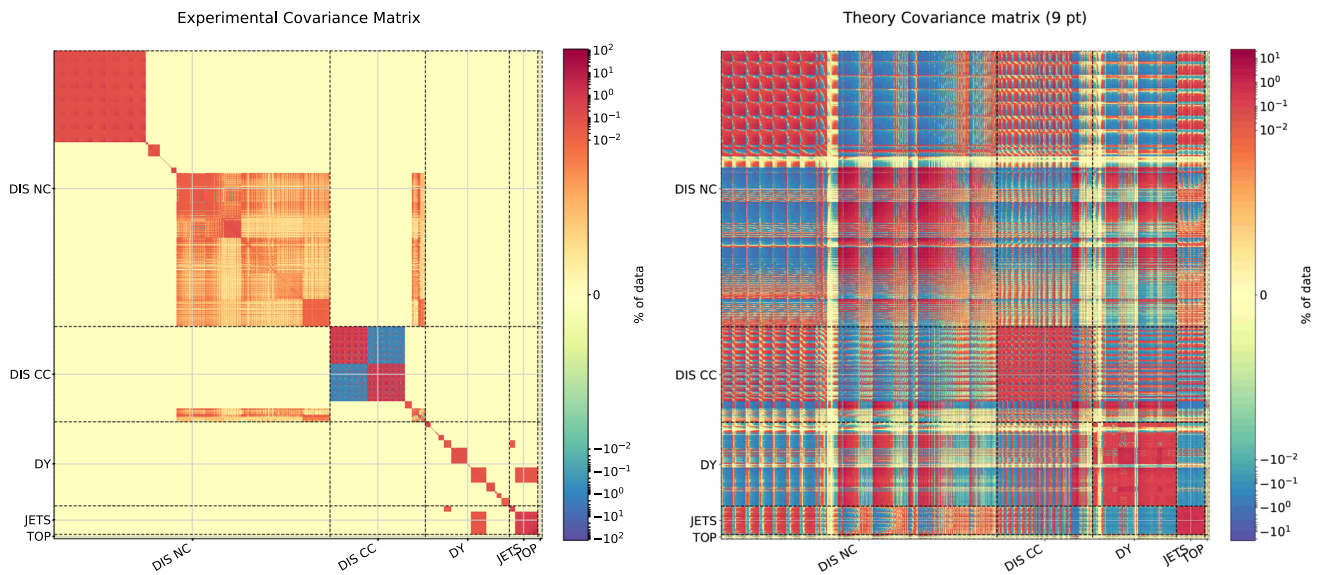 Experimental Covariance Matrix
DIS NC
DIS CC
DY
JETS
TOP
DIS NC
DIS CC
DY
JETS
TOP
10²
10¹
10⁰
10⁻¹
10⁻²
0
−10⁻²
−10⁻¹
−10⁰
−10¹
−10²
% of data
Theory Covariance matrix (9 pt)
DIS NC
DIS CC
DY
JETS
TOP
DIS NC
DIS CC
DY
JETS
TOP
10¹
10⁰
10⁻¹
10⁻²
0
−10⁻²
−10⁻¹
−10⁰
−10¹
% of data